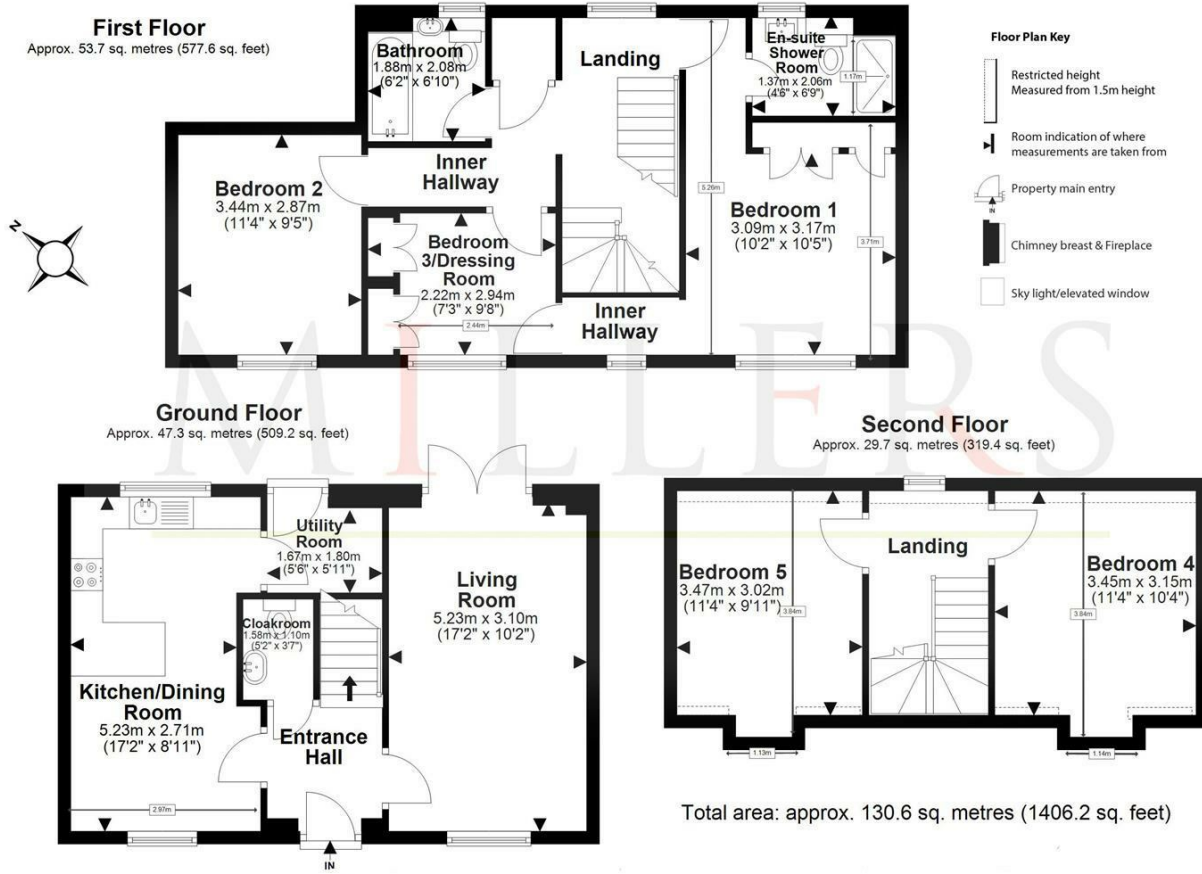 First Floor
Approx. 53.7 sq. metres (577.6 sq. feet)
Bathroom
1.88m x 2.08m
(6'2" x 6'10")
Landing
En-suite
Shower
Room
1.37m x 2.06m
(4'6" x 6'9")
1.17m
Inner
Hallway
Bedroom 2
3.44m x 2.87m
(11'4" x 9'5")
Bedroom
3/Dressing
Room
2.22m x 2.94m
(7'3" x 9'8")
2.44m
Inner
Hallway
5.26m
Bedroom 1
3.09m x 3.17m
(10'2" x 10'5")
3.71m
Floor Plan Key
Restricted height
Measured from 1.5m height
Room indication of where
measurements are taken from
Property main entry
IN
Chimney breast & Fireplace
Sky light/elevated window
N
MILLERS
Ground Floor
Approx. 47.3 sq. metres (509.2 sq. feet)
Utility
Room
1.67m x 1.80m
(5'6" x 5'11")
Cloakroom
1.58m x 1.10m
(5'2" x 3'7")
Living
Room
5.23m x 3.10m
(17'2" x 10'2")
Kitchen/Dining
Room
5.23m x 2.71m
(17'2" x 8'11")
2.97m
Entrance
Hall
IN
Second Floor
Approx. 29.7 sq. metres (319.4 sq. feet)
Landing
Bedroom 5
3.47m x 3.02m
(11'4" x 9'11")
3.84m
1.13m
Bedroom 4
3.45m x 3.15m
(11'4" x 10'4")
3.84m
1.14m
Total area: approx. 130.6 sq. metres (1406.2 sq. feet)